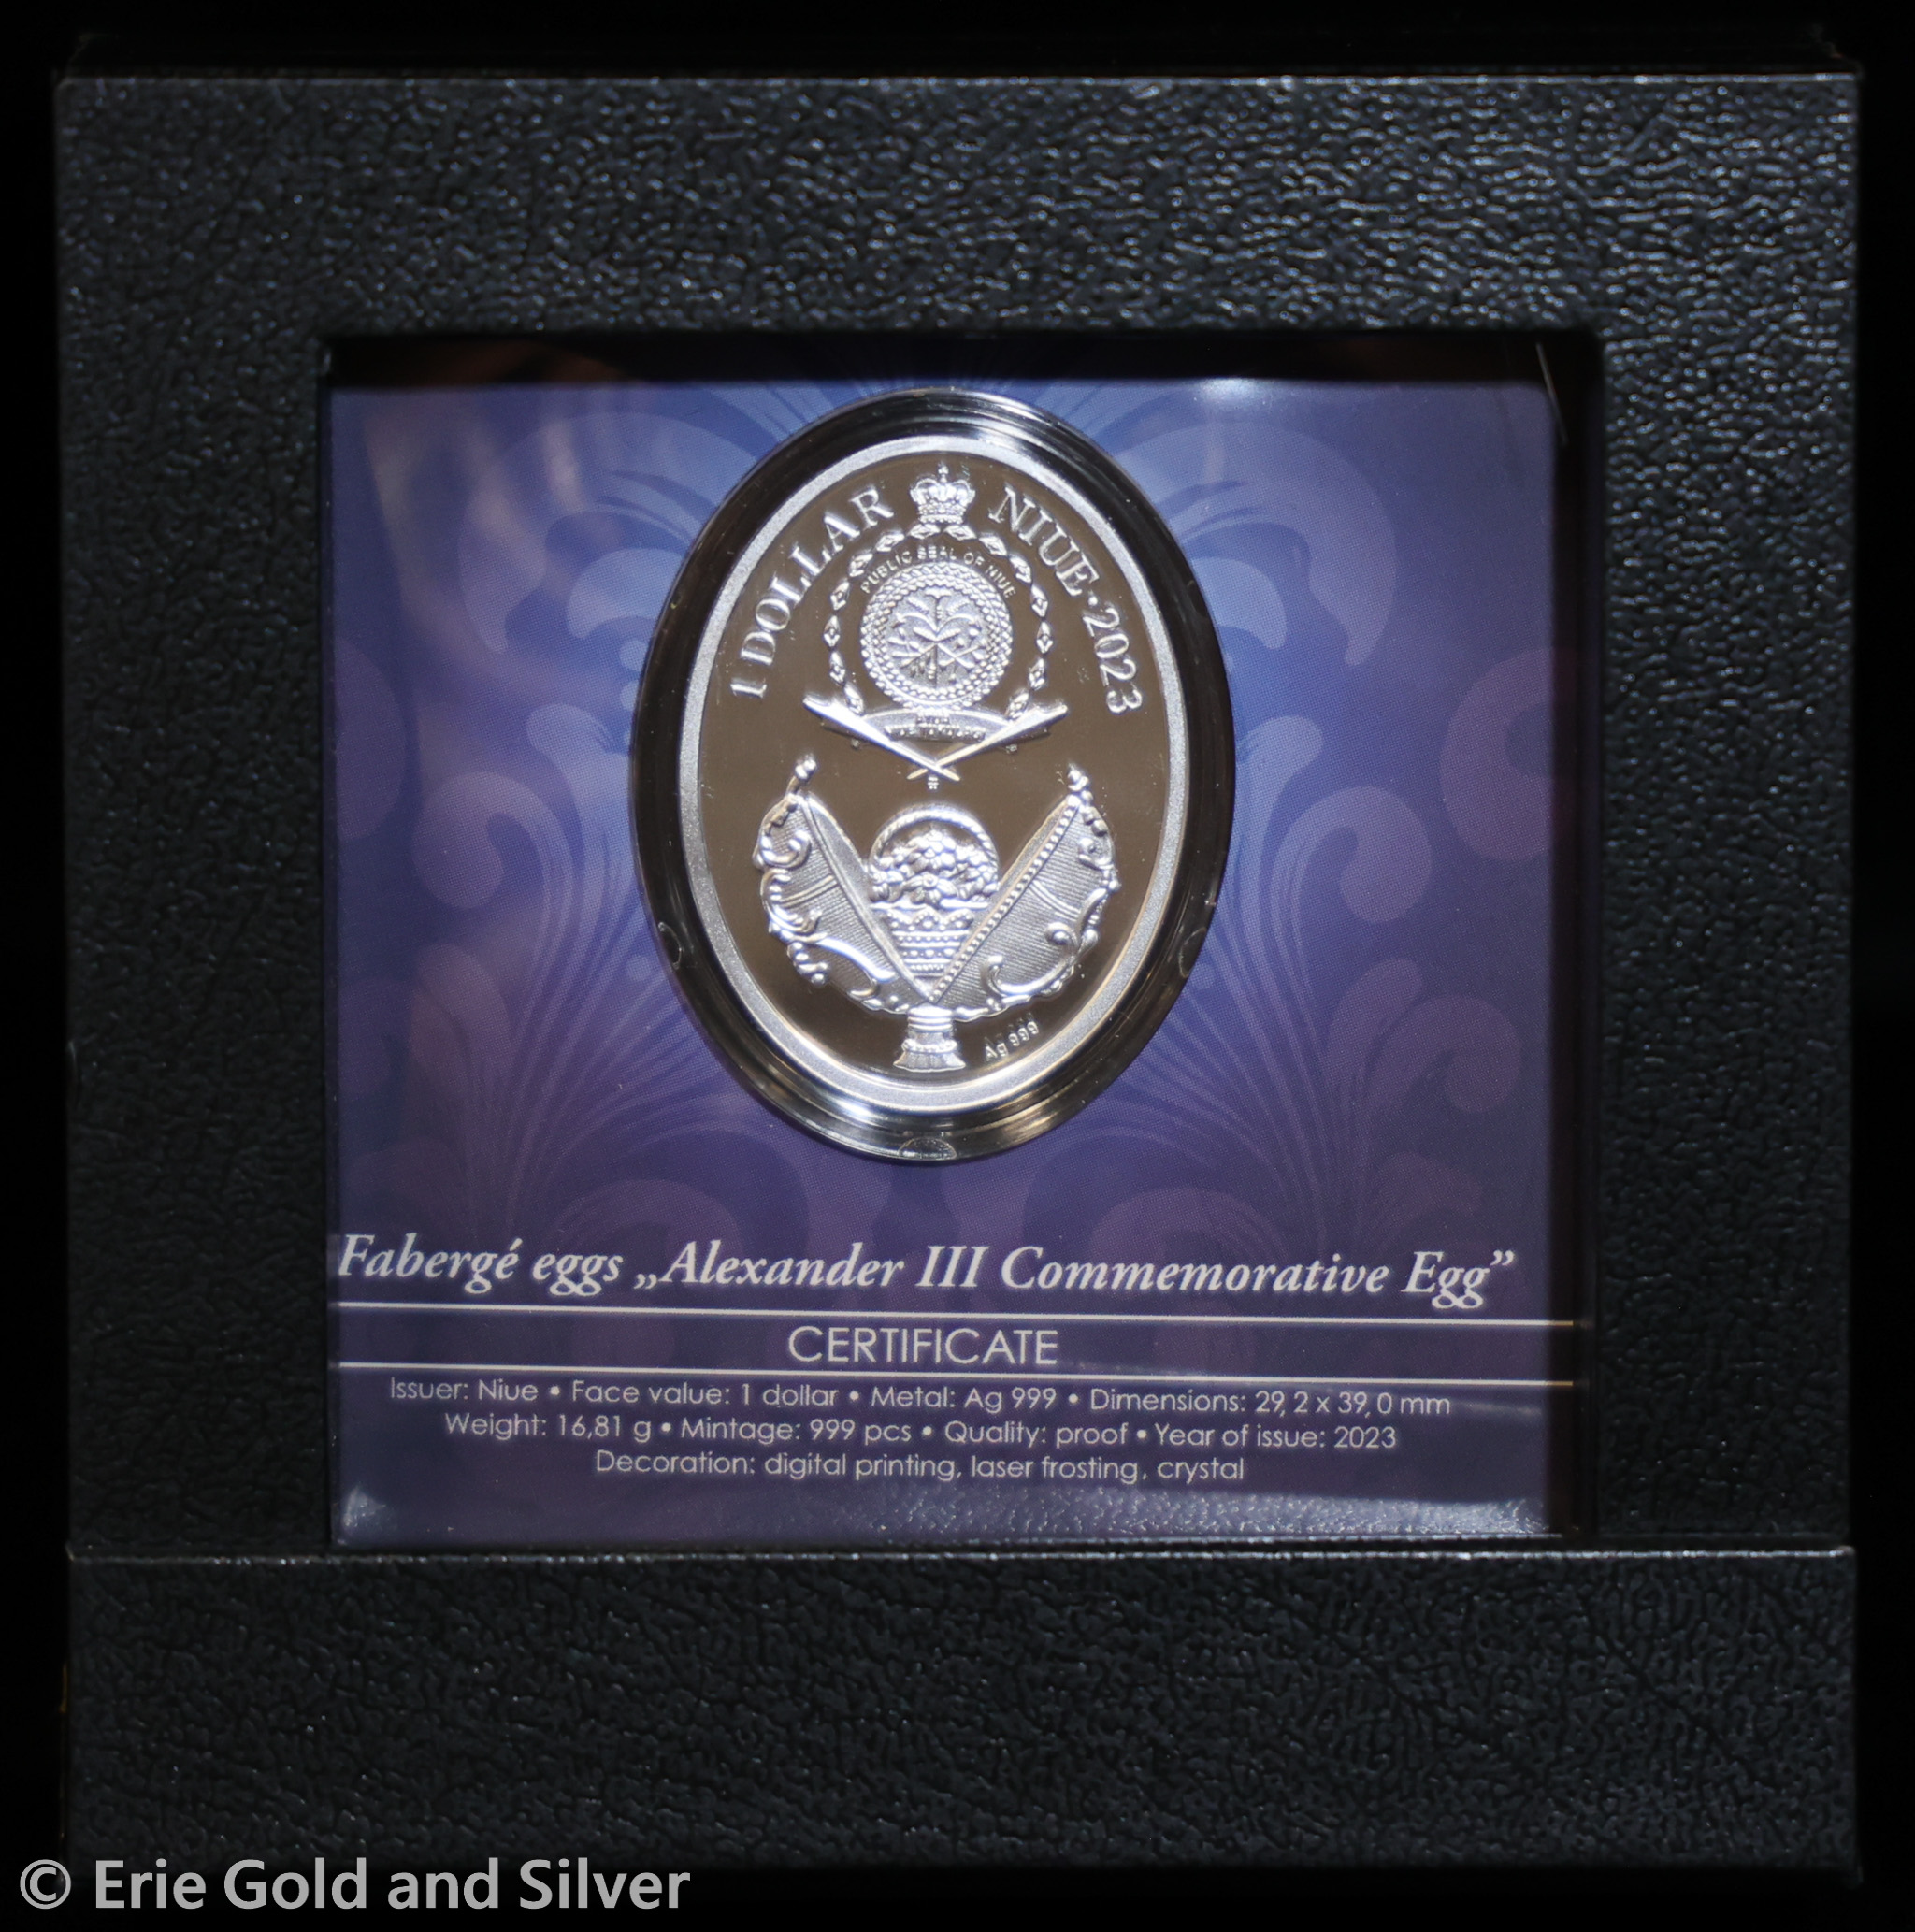 1 DOLLAR NIUE·2023
PUBLIC SEAL OF NIUE
Ag 999
Fabergé eggs „Alexander III Commemorative Egg”
CERTIFICATE
Issuer: Niue • Face value: 1 dollar • Metal: Ag 999 • Dimensions: 29, 2 x 39, 0 mm
Weight: 16,81 g • Mintage: 999 pcs • Quality: proof • Year of issue: 2023
Decoration: digital printing, laser frosting, crystal
© Erie Gold and Silver